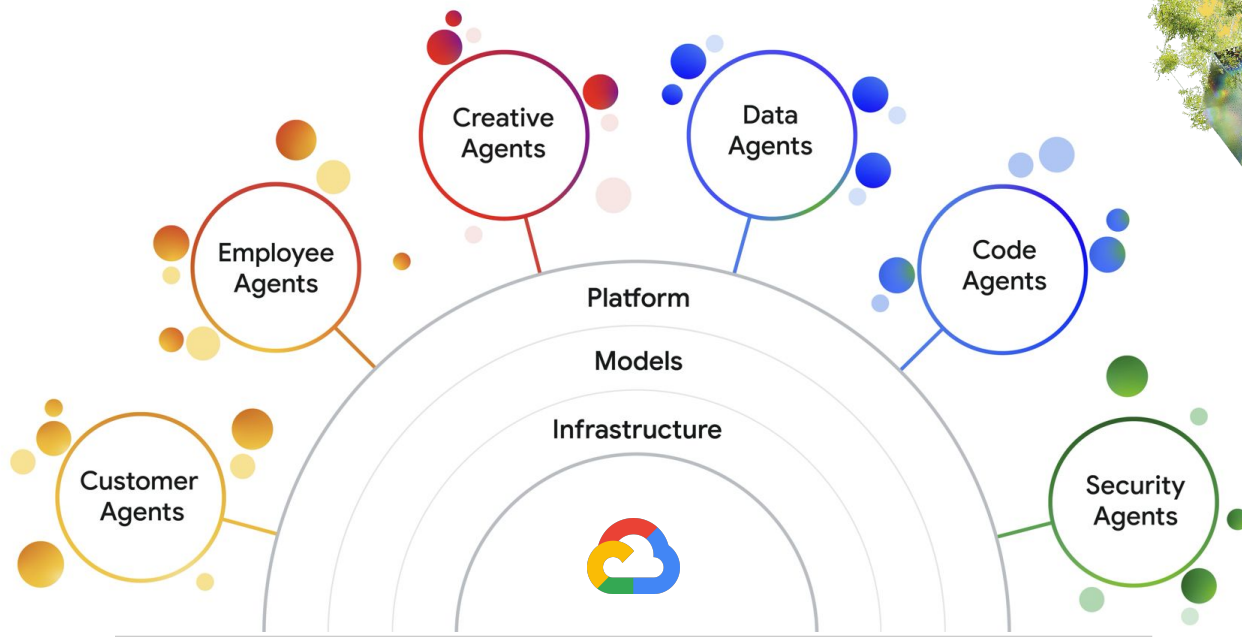 Creative
Agents
Data
Agents
Employee
Agents
Code
Agents
Platform
Models
Infrastructure
Customer
Agents
Security
Agents